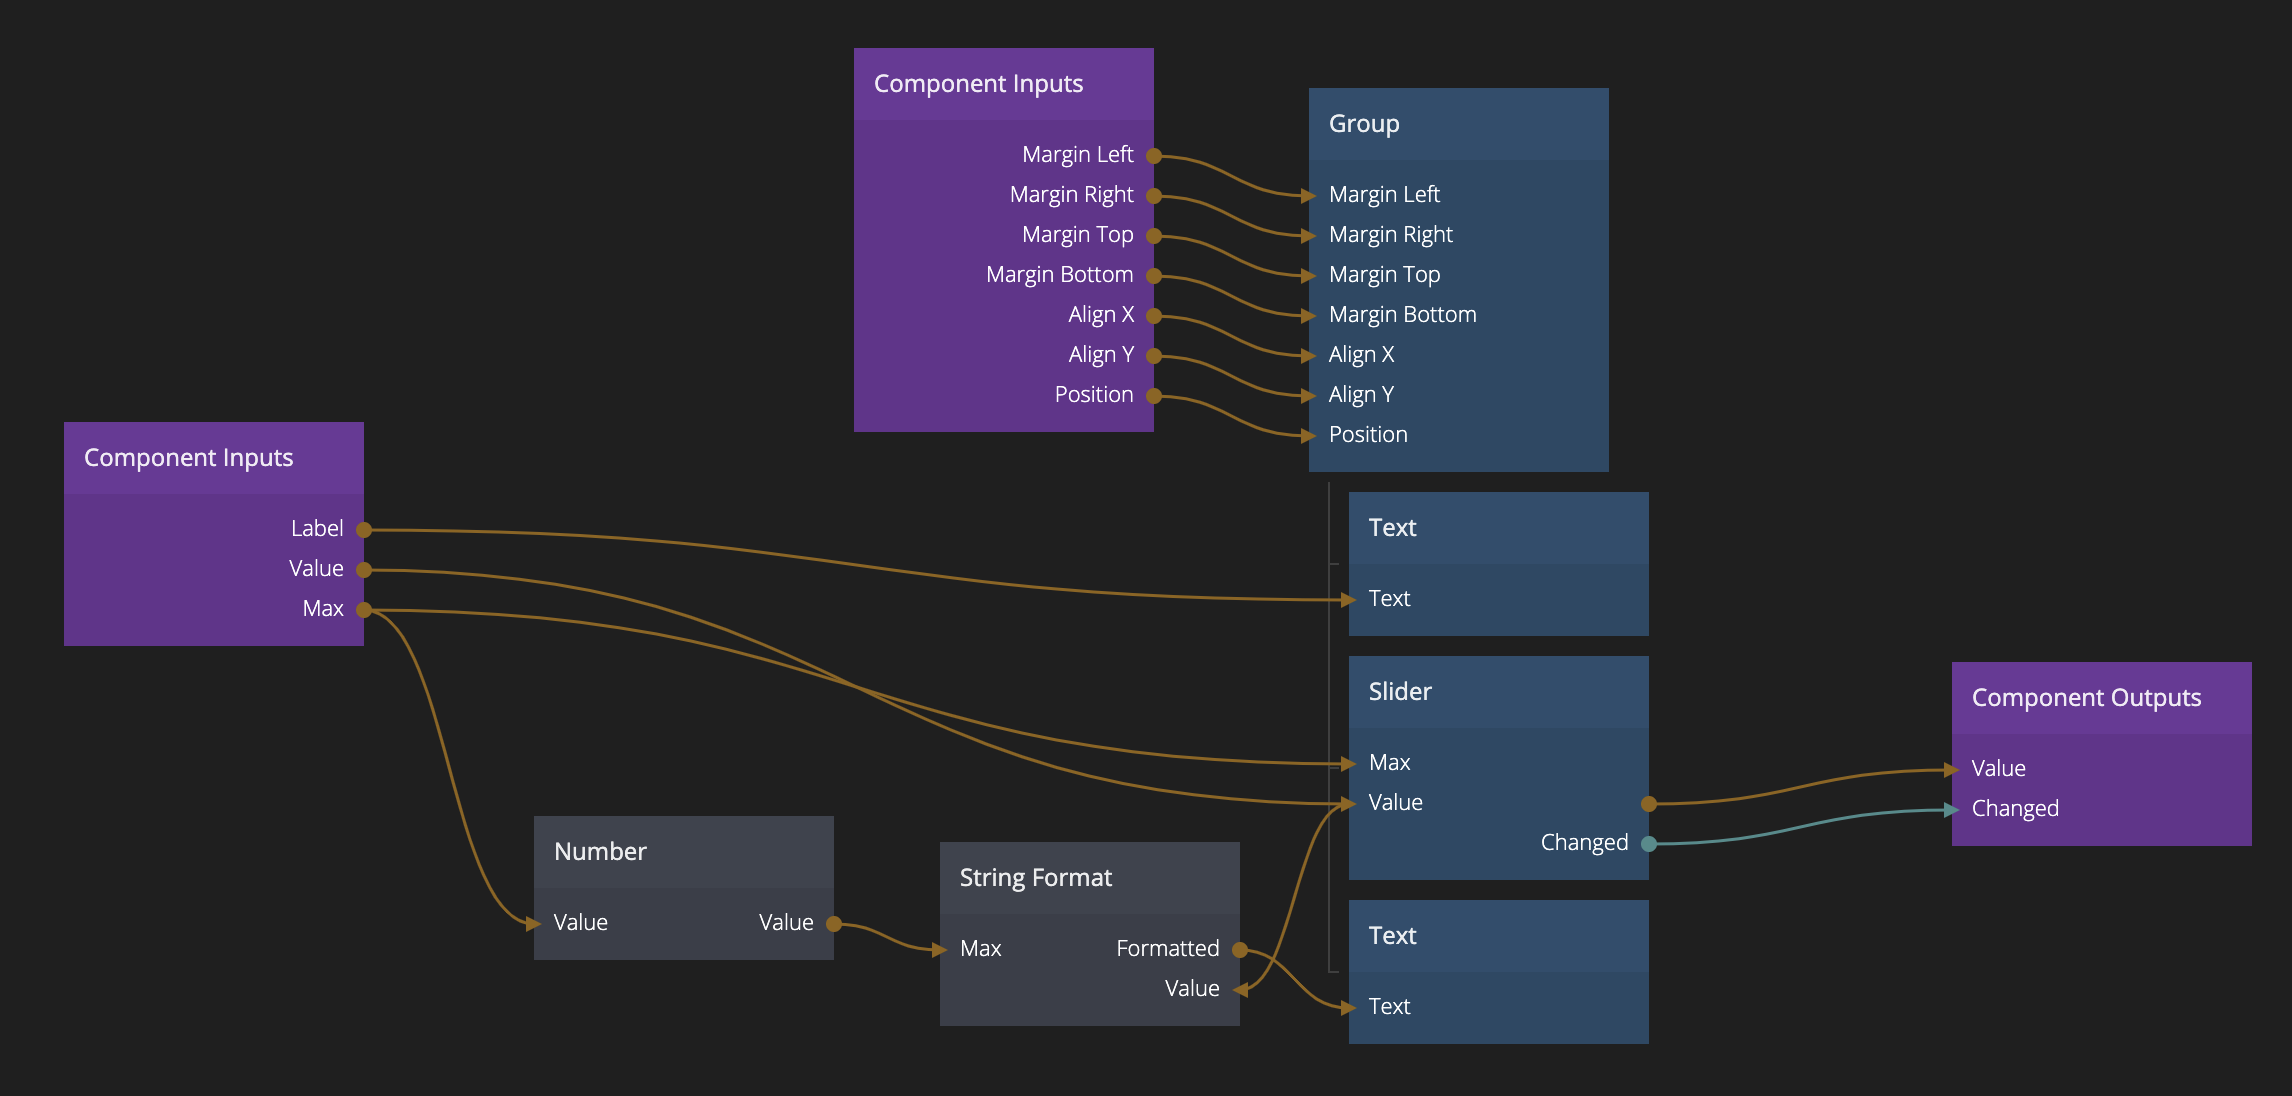 Component Inputs
Margin Left
Margin Right
Margin Top
Margin Bottom
Align X
Align Y
Position
Group
Margin Left
Margin Right
Margin Top
Margin Bottom
Align X
Align Y
Position
Component Inputs
Label
Value
Max
Text
Text
Slider
Max
Value
Changed
Component Outputs
Value
Changed
Number
Value Value
String Format
Max Formatted
Value
Text
Text